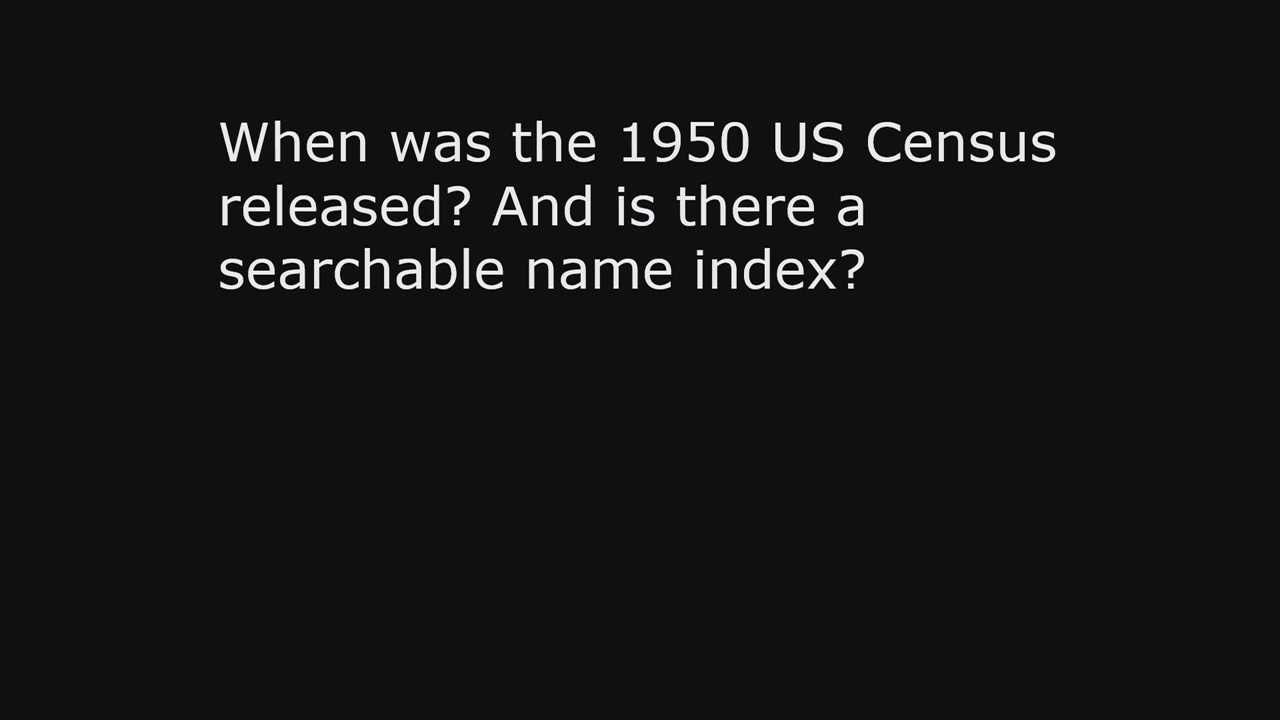 When was the 1950 US Census
released? And is there a
searchable name index?